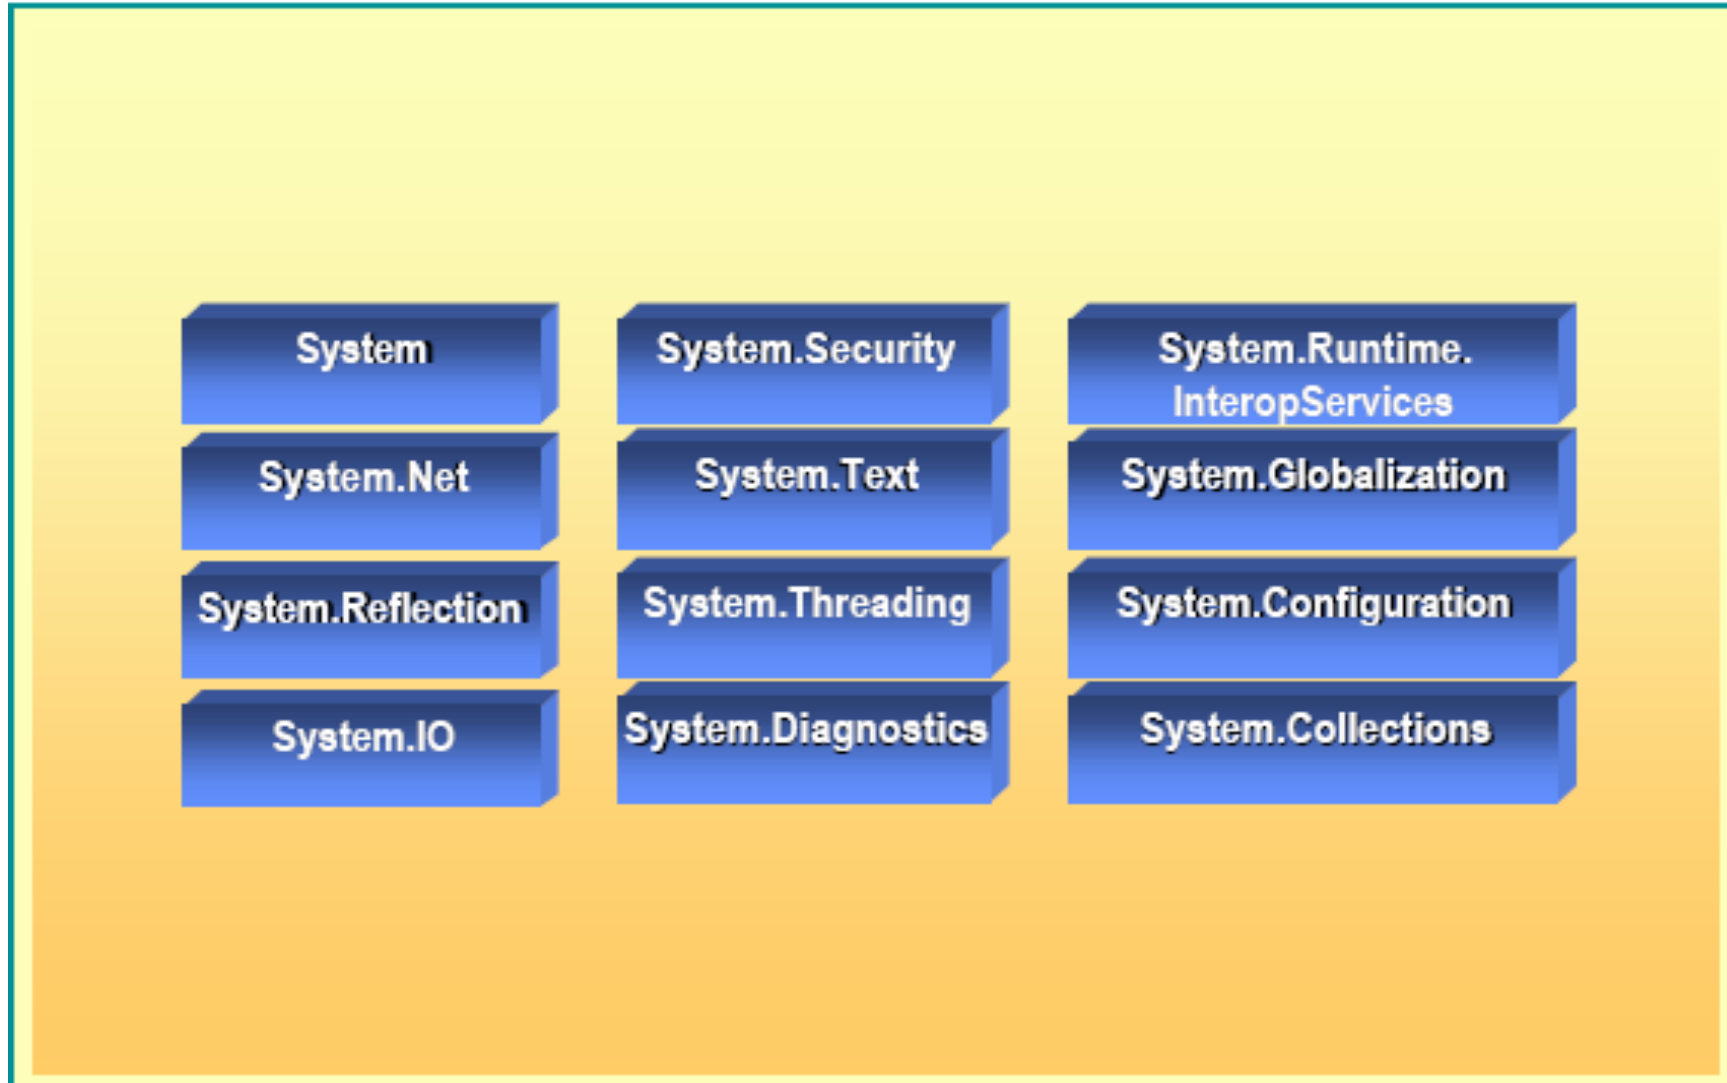 System
System.Security
System.Runtime.
InteropServices
System.Net
System.Text
System.Globalization
System.Reflection
System.Threading
System.Configuration
System.IO
System.Diagnostics
System.Collections